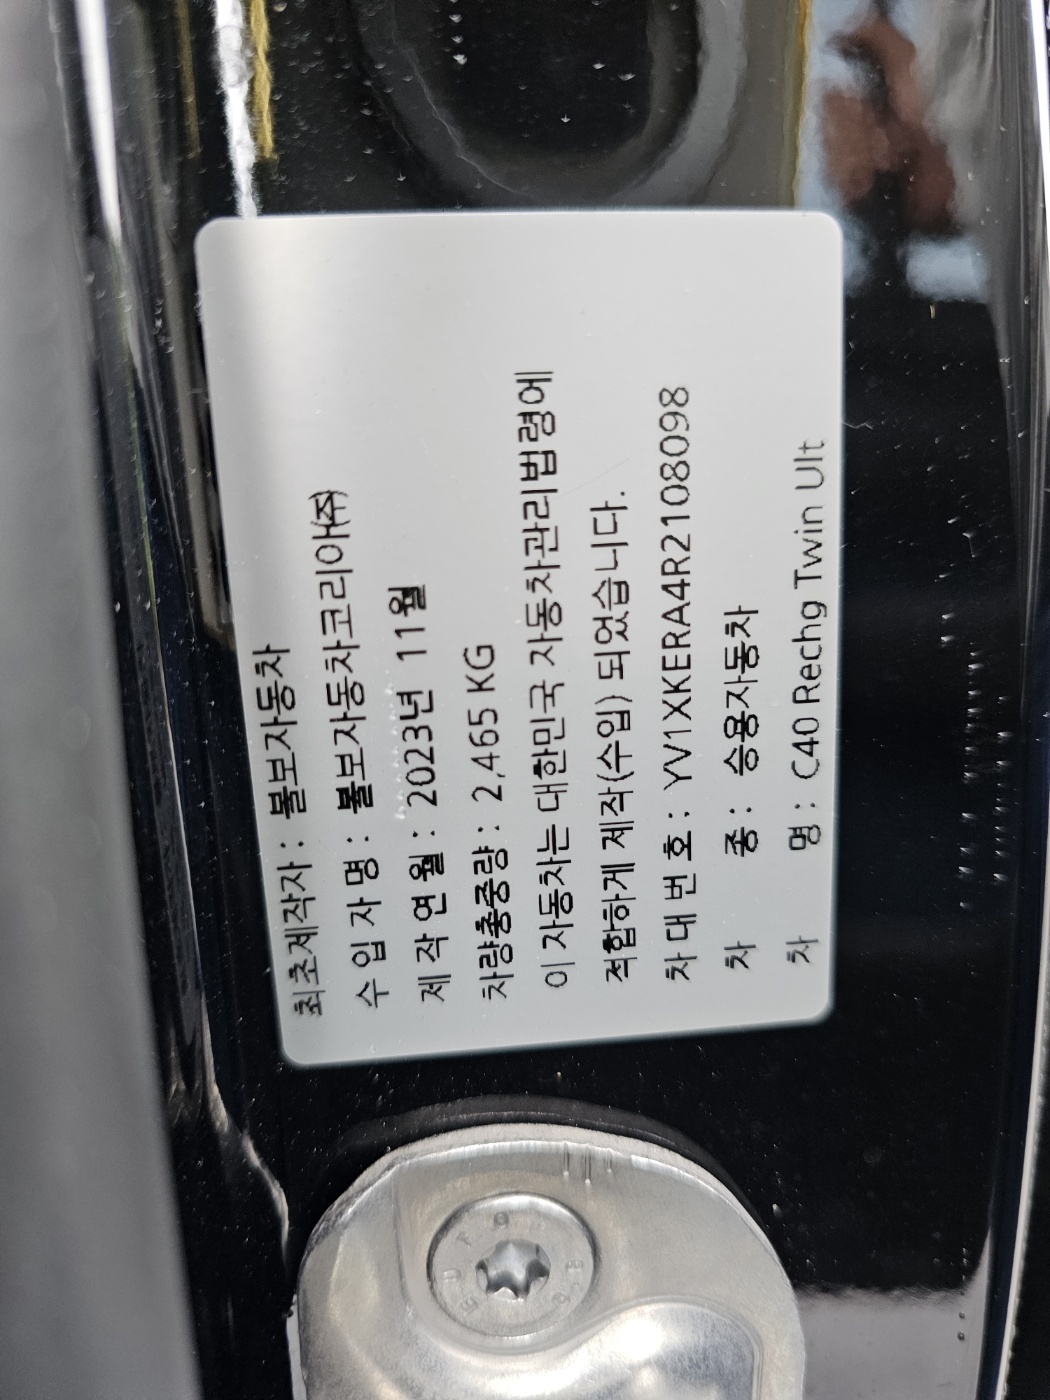 최초제작자 : 볼보자동차
수 입 자 명 : 볼보자동차코리아(주)
제 작 연 월 : 2023년 11월
차량총중량 : 2,465 KG
이 자동차는 대한민국 자동차관리법령에
적합하게 제작(수입) 되었습니다.
차 대 번 호 : YV1XKERA4R2108098
차 종 : 승용자동차
차 명 : C40 Rechg Twin Ult